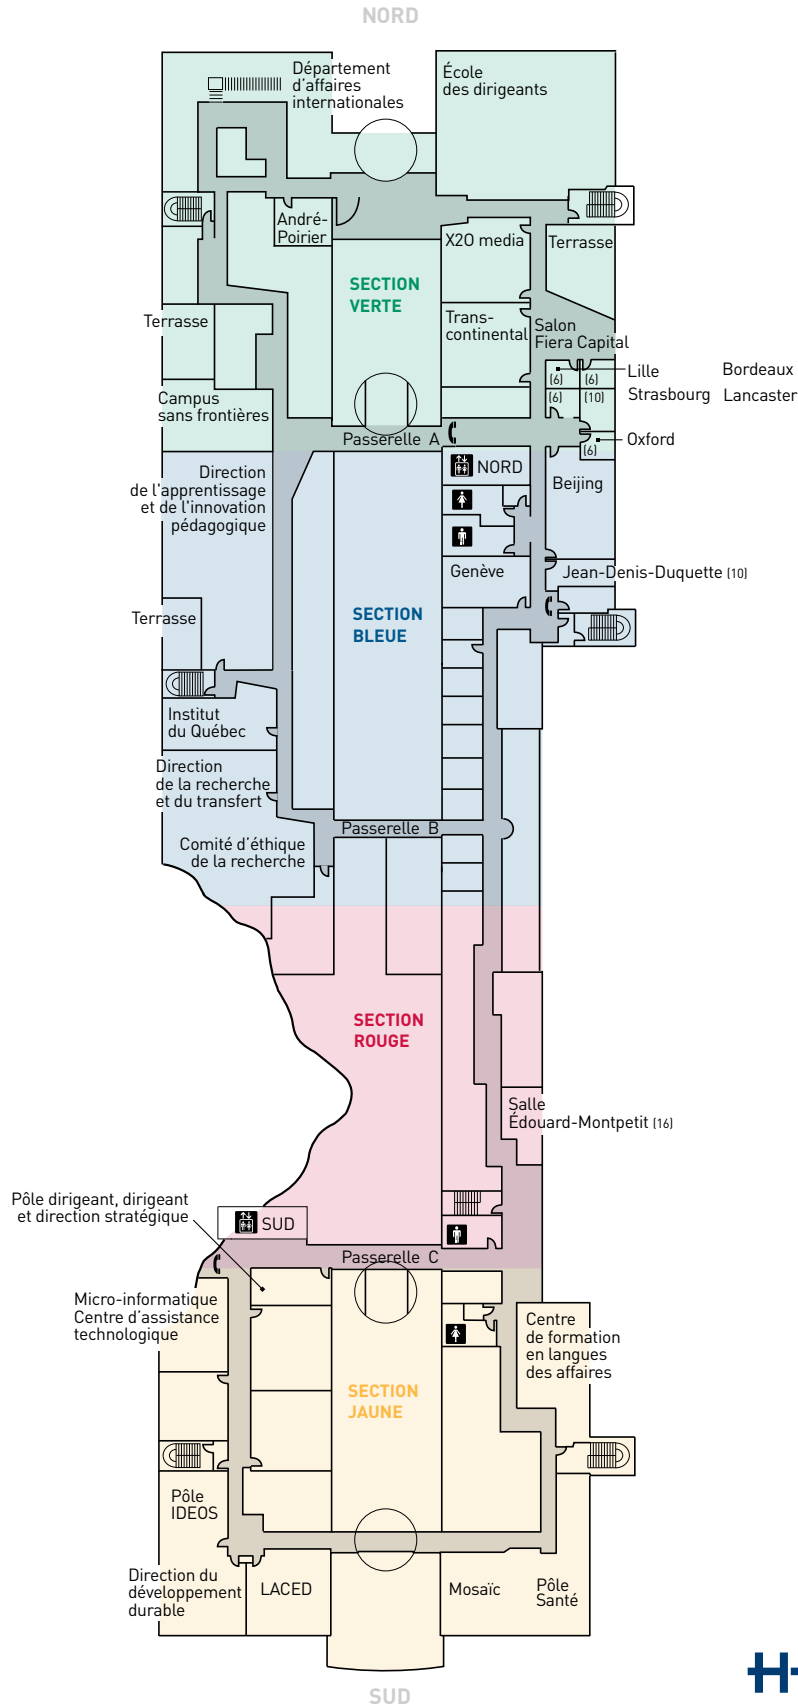 NORD
Département
d'affaires
internationales
École
des dirigeants
André-
Poirier
X2O media
Terrasse
SECTION
VERTE
Terrasse
Trans-
continental
Salon
Fiera Capital
Lille
Bordeaux
(6)
(6)
Strasbourg
Lancaster
(6)
(10)
Campus
sans frontières
Passerelle A
Oxford
(6)
Direction
de l'apprentissage
et de l'innovation
pédagogique
NORD
Beijing
Genève
Jean-Denis-Duquette (10)
Terrasse
SECTION
BLEUE
Institut
du Québec
Direction
de la recherche
et du transfert
Passerelle B
Comité d'éthique
de la recherche
SECTION
ROUGE
Salle
Édouard-Montpetit (16)
Pôle dirigeant, dirigeant
et direction stratégique
SUD
Passerelle C
Micro-informatique
Centre d'assistance
technologique
Centre
de formation
en langues
des affaires
SECTION
JAUNE
Pôle
IDEOS
Direction du
développement
durable
LACED
Mosaïc
Pôle
Santé
SUD